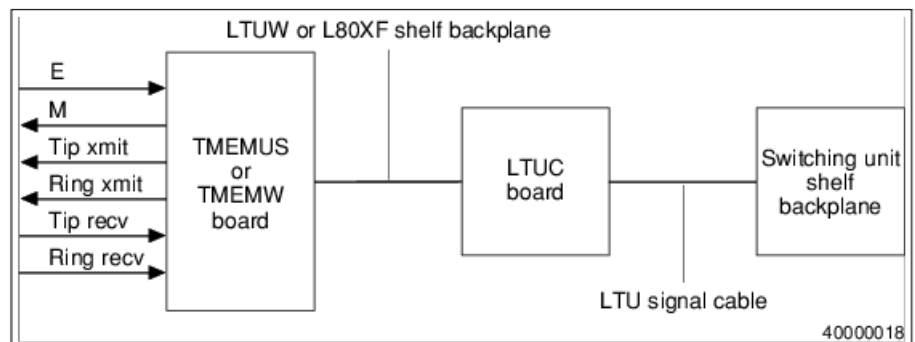 LTUW or L80XF shelf backplane
E
M
Tip xmit
Ring xmit
Tip recv
Ring recv
TMEMUS
or
TMEMW
board
LTUC
board
Switching unit
shelf
backplane
LTU signal cable
40000018